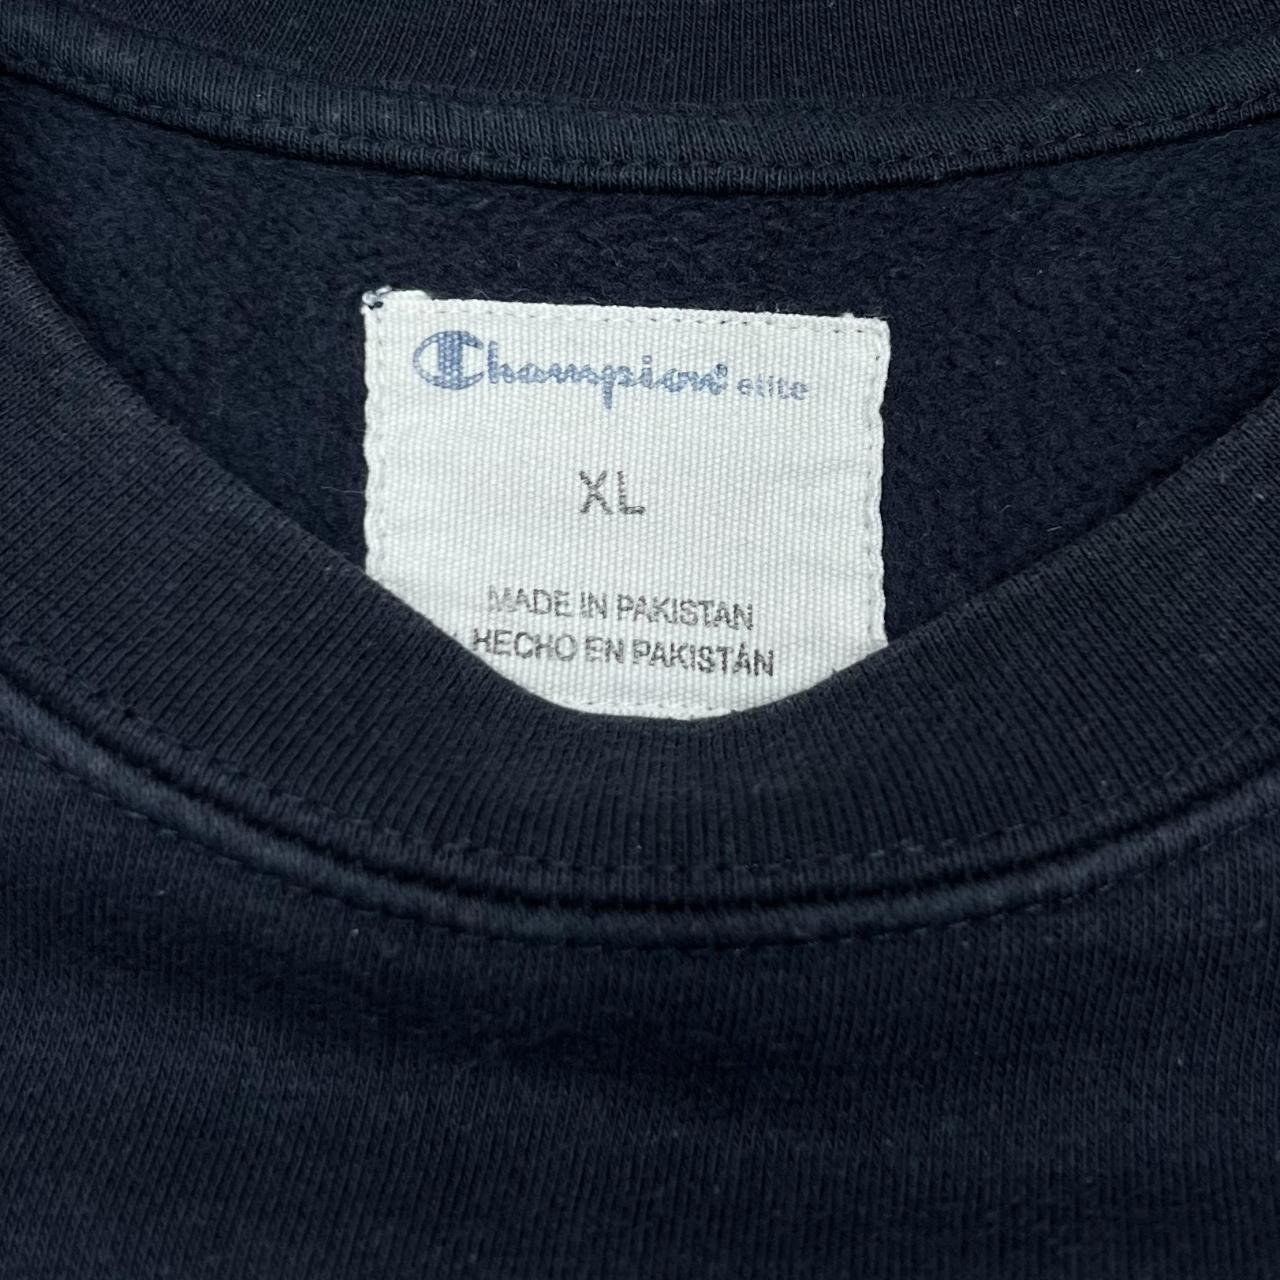 Champion® elite
XL
MADE IN PAKISTAN
HECHO EN PAKISTÁN